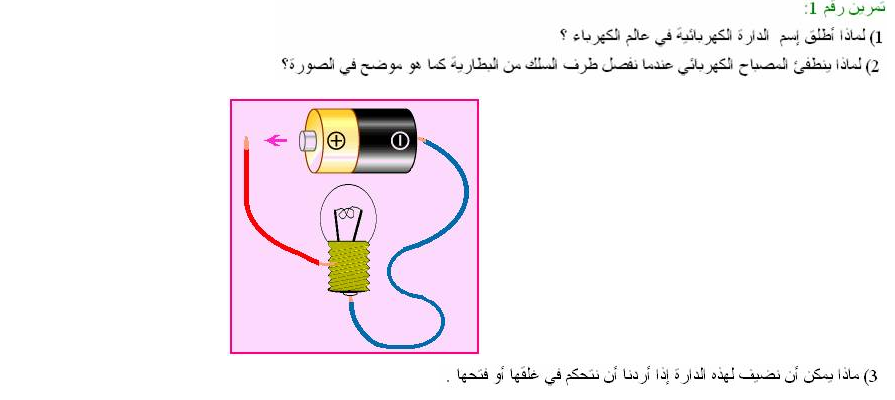 تمرين رقم 1:
1) لماذا أطلق إسم الدارة الكهربائية في عالم الكهرباء ؟
2) لماذا ينطفئ المصباح الكهربائي عندما نفصل طرف السلك من البطارية كما هو موضح في الصورة؟
+ −
3) ماذا يمكن أن نضيف لهذه الدارة إذا أردنا أن نتحكم في غلقها أو فتحها .